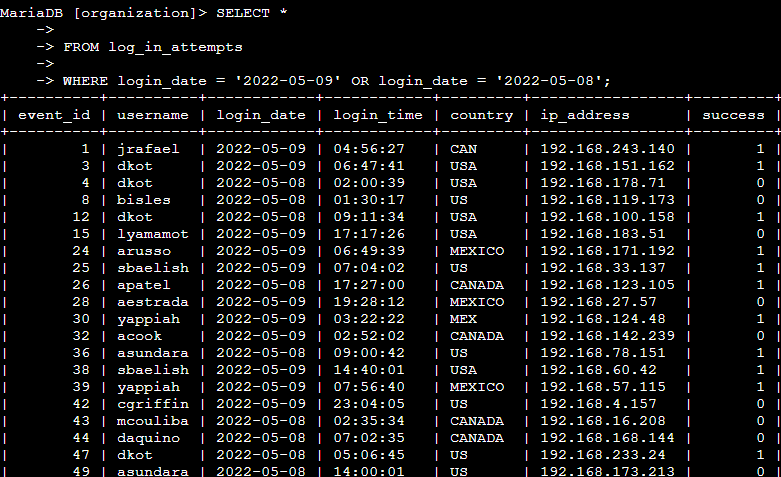 MariaDB [organization]> SELECT *
    ->
    -> FROM log_in_attempts
    ->
    -> WHERE login_date = '2022-05-09' OR login_date = '2022-05-08';
+----------+----------+------------+------------+---------+-----------------+---------+
| event_id | username | login_date | login_time | country | ip_address      | success |
+----------+----------+------------+------------+---------+-----------------+---------+
|        1 | jrafael  | 2022-05-09 | 04:56:27   | CAN     | 192.168.243.140 |       1 |
|        3 | dkot     | 2022-05-09 | 06:47:41   | USA     | 192.168.151.162 |       1 |
|        4 | dkot     | 2022-05-08 | 02:00:39   | USA     | 192.168.178.71  |       0 |
|        8 | bisles   | 2022-05-08 | 01:30:17   | US      | 192.168.119.173 |       0 |
|       12 | dkot     | 2022-05-08 | 09:11:34   | USA     | 192.168.100.158 |       1 |
|       15 | lyamamot | 2022-05-09 | 17:17:26   | USA     | 192.168.183.51  |       0 |
|       24 | arusso   | 2022-05-09 | 06:49:39   | MEXICO  | 192.168.171.192 |       1 |
|       25 | sbaelish | 2022-05-09 | 07:04:02   | US      | 192.168.33.137  |       1 |
|       26 | apatel   | 2022-05-08 | 17:27:00   | CANADA  | 192.168.123.105 |       1 |
|       28 | aestrada | 2022-05-09 | 19:28:12   | MEXICO  | 192.168.27.57   |       0 |
|       30 | yappiah  | 2022-05-09 | 03:22:22   | MEX     | 192.168.124.48  |       1 |
|       32 | acook    | 2022-05-09 | 02:52:02   | CANADA  | 192.168.142.239 |       0 |
|       36 | asundara | 2022-05-08 | 09:00:42   | US      | 192.168.78.151  |       1 |
|       38 | sbaelish | 2022-05-09 | 14:40:01   | USA     | 192.168.60.42   |       1 |
|       39 | yappiah  | 2022-05-09 | 07:56:40   | MEXICO  | 192.168.57.115  |       1 |
|       42 | cgriffin | 2022-05-09 | 23:04:05   | US      | 192.168.4.157   |       0 |
|       43 | mcouliba | 2022-05-08 | 02:35:34   | CANADA  | 192.168.16.208  |       0 |
|       44 | daquino  | 2022-05-08 | 07:02:35   | CANADA  | 192.168.168.144 |       0 |
|       47 | dkot     | 2022-05-08 | 05:06:45   | US      | 192.168.233.24  |       1 |
|       49 | asundara | 2022-05-08 | 14:00:01   | US      | 192.168.173.213 |       0 |